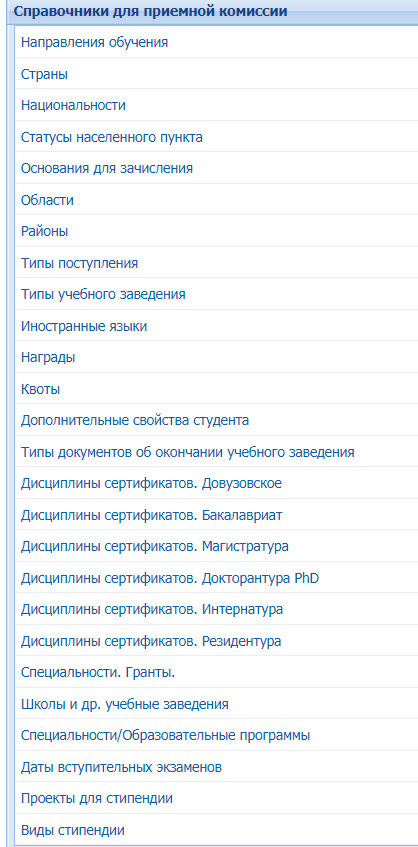 Справочники для приемной комиссии
Направления обучения
Страны
Национальности
Статусы населенного пункта
Основания для зачисления
Области
Районы
Типы поступления
Типы учебного заведения
Иностранные языки
Награды
Квоты
Дополнительные свойства студента
Типы документов об окончании учебного заведения
Дисциплины сертификатов. Довузовское
Дисциплины сертификатов. Бакалавриат
Дисциплины сертификатов. Магистратура
Дисциплины сертификатов. Докторантура PhD
Дисциплины сертификатов. Интернатура
Дисциплины сертификатов. Резидентура
Специальности. Гранты.
Школы и др. учебные заведения
Специальности/Образовательные программы
Даты вступительных экзаменов
Проекты для стипендии
Виды стипендии